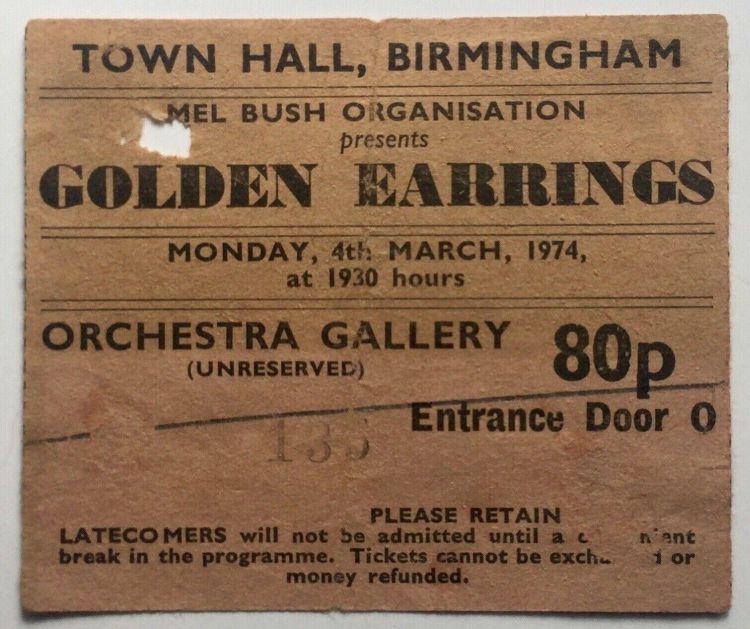 TOWN HALL, BIRMINGHAM
MEL BUSH ORGANISATION
presents
GOLDEN EARRINGS
MONDAY, 4th MARCH, 1974,
at 1930 hours
ORCHESTRA GALLERY
(UNRESERVED)
80p
Entrance Door O
PLEASE RETAIN
LATECOMERS will not be admitted until a
break in the programme. Tickets cannot be or
money refunded.